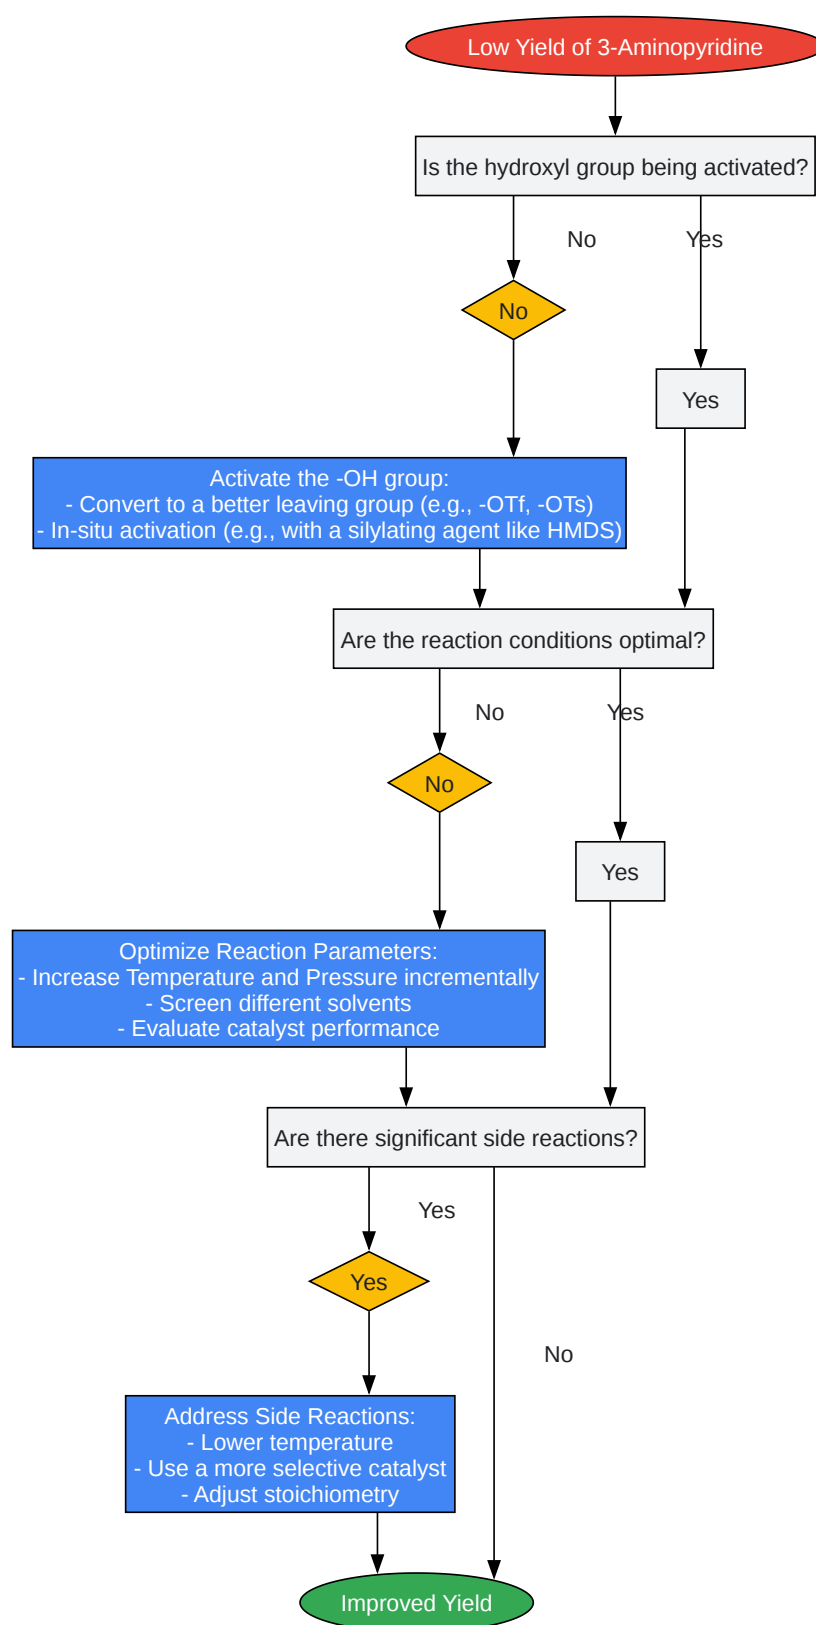 Low Yield of 3-Aminopyridine
Is the hydroxyl group being activated?
No
Yes
No
Yes
Activate the -OH group:
- Convert to a better leaving group (e.g., -OTf, -OTs)
- In-situ activation (e.g., with a silylating agent like HMDS)
Are the reaction conditions optimal?
No
Yes
No
Yes
Optimize Reaction Parameters:
- Increase Temperature and Pressure incrementally
- Screen different solvents
- Evaluate catalyst performance
Are there significant side reactions?
Yes
Yes
No
Address Side Reactions:
- Lower temperature
- Use a more selective catalyst
- Adjust stoichiometry
Improved Yield